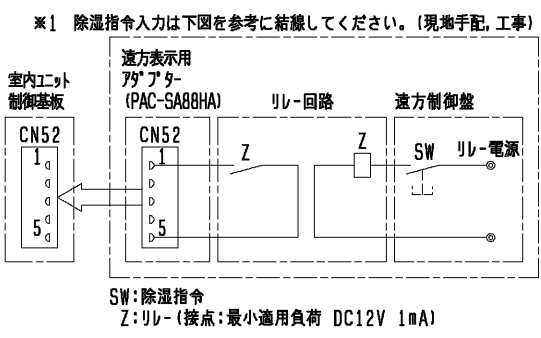 ※1 除湿指令入力は下図を参考に結線してください。(現地手配,工事)
遠方表示用
アダプター
(PAC-SA88HA)
リレー回路
遠方制御盤
室内ユニット
制御基板
CN52
1
5
CN52
1
5
Z
Z
SW
リレー電源
SW:除湿指令
Z:リレー(接点:最小適用負荷 DC12V 1mA)